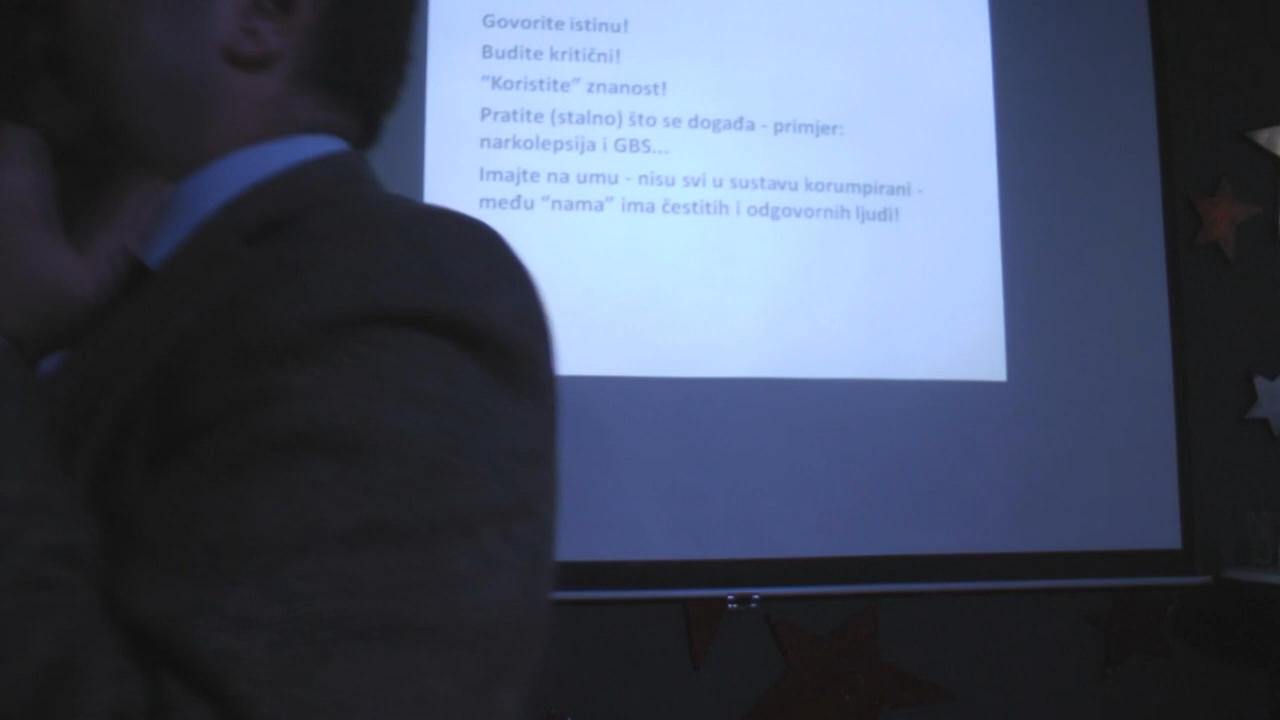 Govorite istinu!
Budite kritični!
"Koristite" znanost!
Pratite (stalno) što se događa - primjer:
narkolepsija i GBS...
Imajte na umu - nisu svi u sustavu korumpirani -
među "nama" ima čestitih i odgovornih ljudi!